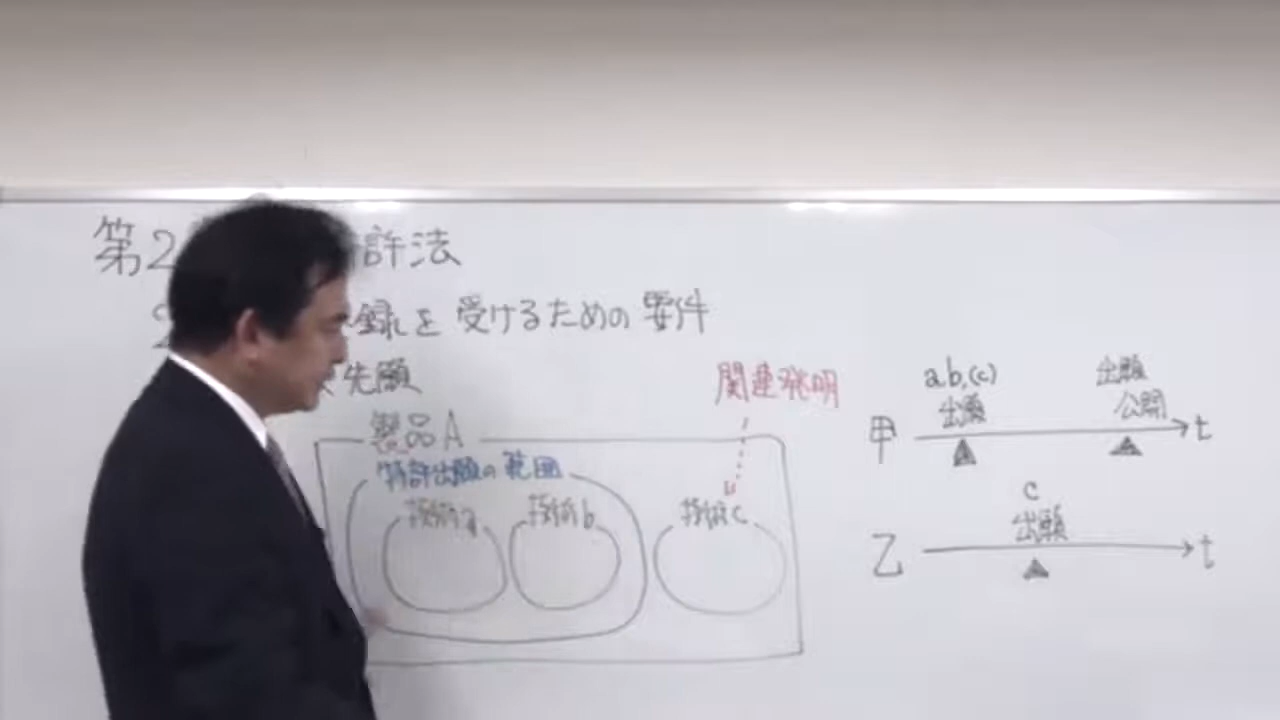 第2 許法
録を受けるための要件
先願
製品A
特許出願の範囲
技術a
技術b
技術c
関連発明
甲
a,b,(c)
出願
出願
公開
t
乙
c
出願
t